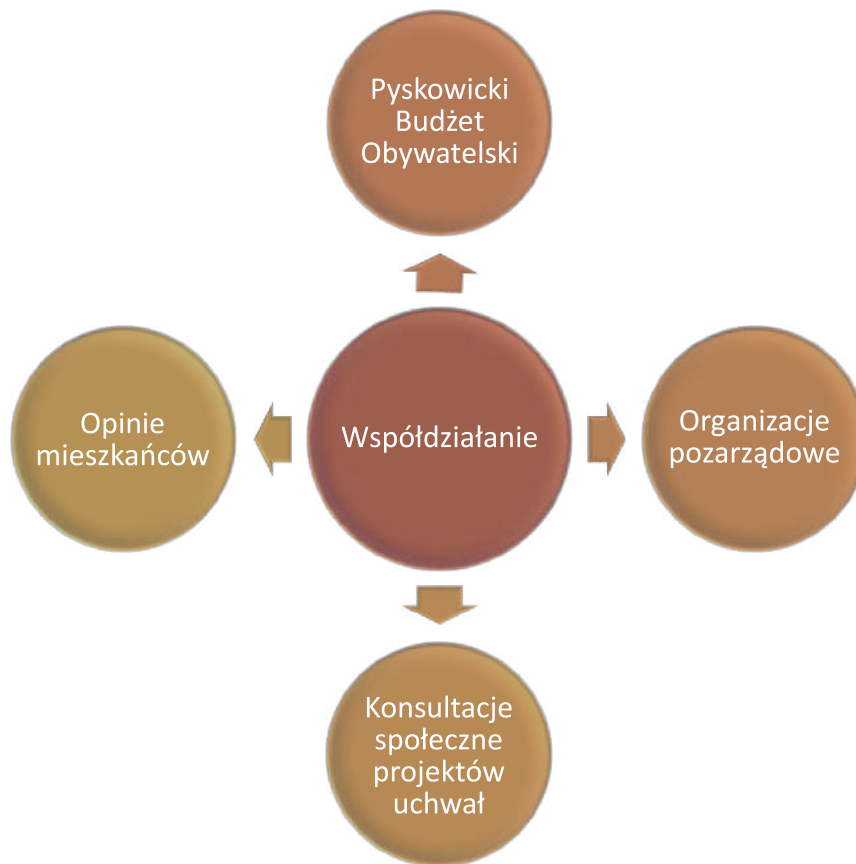 Pyskowicki
Budżet
Obywatelski
Opinie
mieszkańców
Współdziałanie
Organizacje
pozarządowe
Konsultacje
społeczne
projektów
uchwał